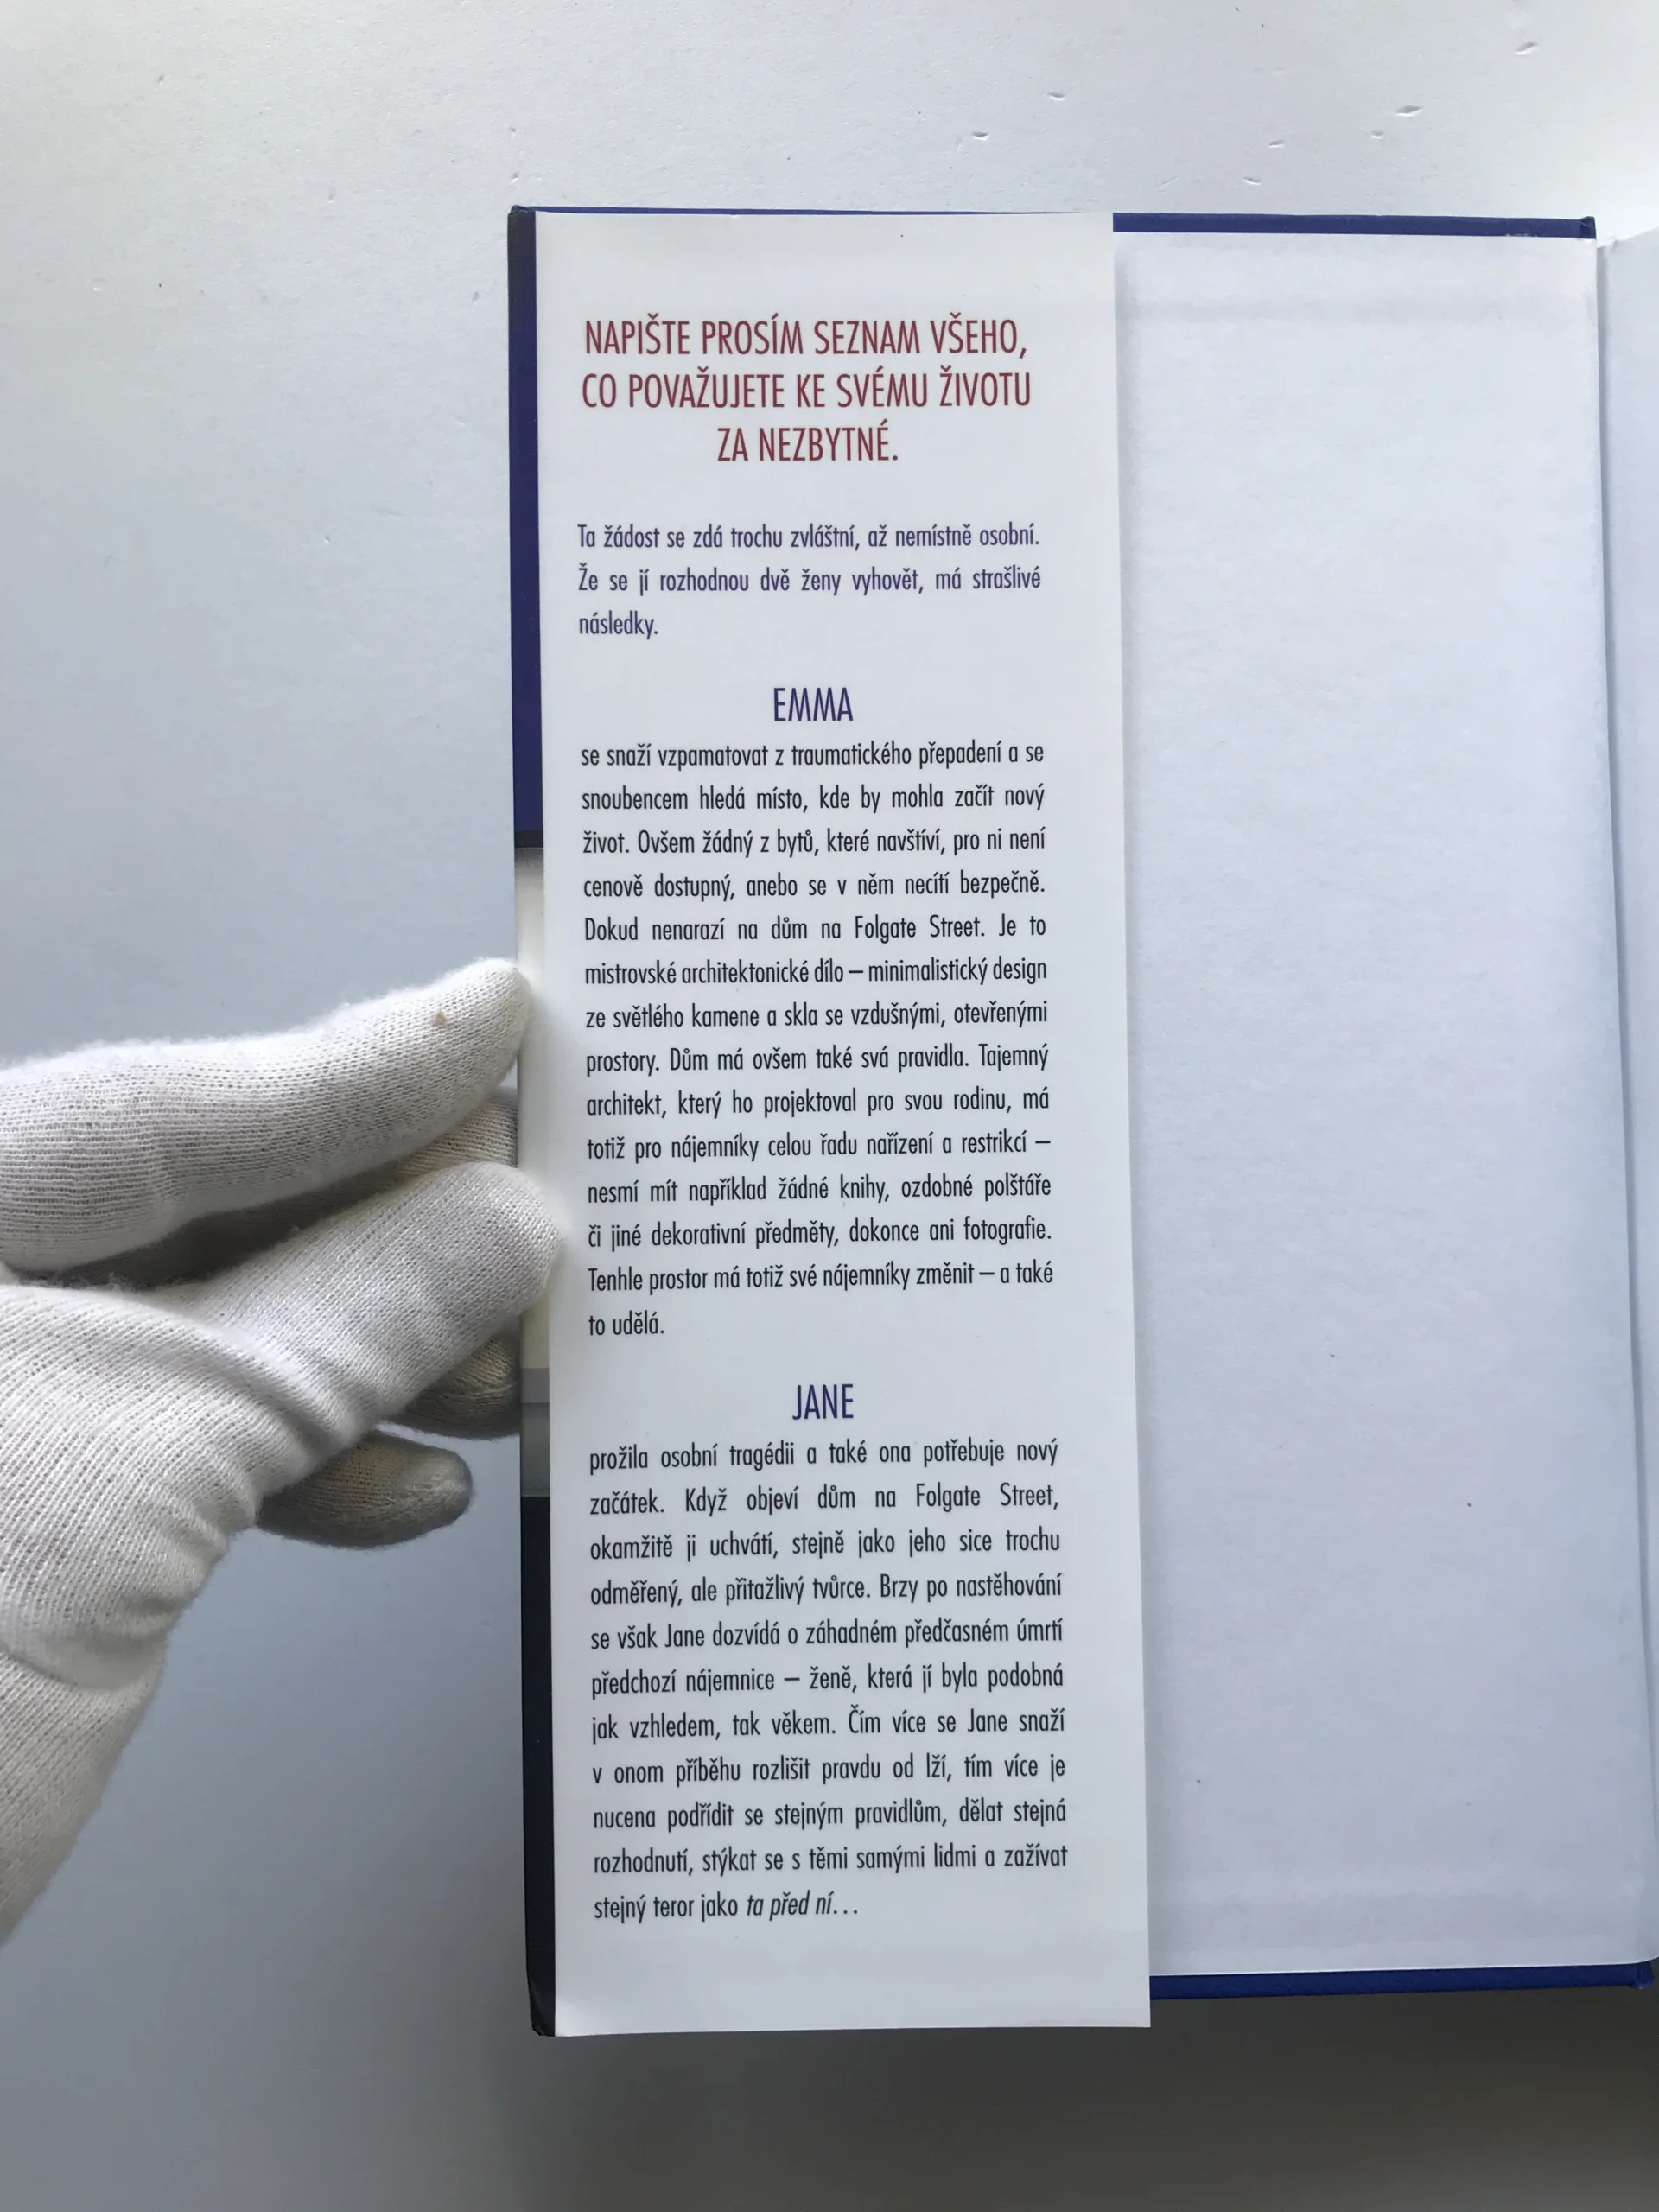 NAPIŠTE PROSÍM SEZNAM VŠEHO,
CO POVAŽUJETE KE SVÉMU ŽIVOTU
ZA NEZBYTNÉ.
Ta žádost se zdá trochu zvláštní, až nemístně osobní.
Že se jí rozhodnou dvě ženy vyhovět, má strašlivé
následky.
EMMA
se snaží vzpamatovat z traumatického přepadení a se
snoubencem hledá místo, kde by mohla začít nový
život. Ovšem žádný z bytů, které navštíví, pro ni není
cenově dostupný, anebo se v něm necítí bezpečně.
Dokud nenarazí na dům na Folgate Street. Je to
mistrovské architektonické dílo – minimalistický design
ze světlého kamene a skla se vzdušnými, otevřenými
prostory. Dům má ovšem také svá pravidla. Tajemný
architekt, který ho projektoval pro svou rodinu, má
totiž pro nájemníky celou řadu nařízení a restrikcí –
nesmí mít například žádné knihy, ozdobné polštáře
či jiné dekorativní předměty, dokonce ani fotografie.
Tenhle prostor má totiž své nájemníky změnit – a také
to udělá.
JANE
prožila osobní tragédii a také ona potřebuje nový
začátek. Když objeví dům na Folgate Street,
okamžitě ji uchvátí, stejně jako jeho sice trochu
odměřený, ale přitažlivý tvůrce. Brzy po nastěhování
se však Jane dozvídá o záhadném předčasném úmrtí
předchozí nájemnice – ženě, která jí byla podobná
jak vzhledem, tak věkem. Čím více se Jane snaží
v onom příběhu rozlišit pravdu od lží, tím více je
nucena podřídit se stejným pravidlům, dělat stejná
rozhodnutí, stýkat se s těmi samými lidmi a zažívat
stejný teror jako ta před ní...